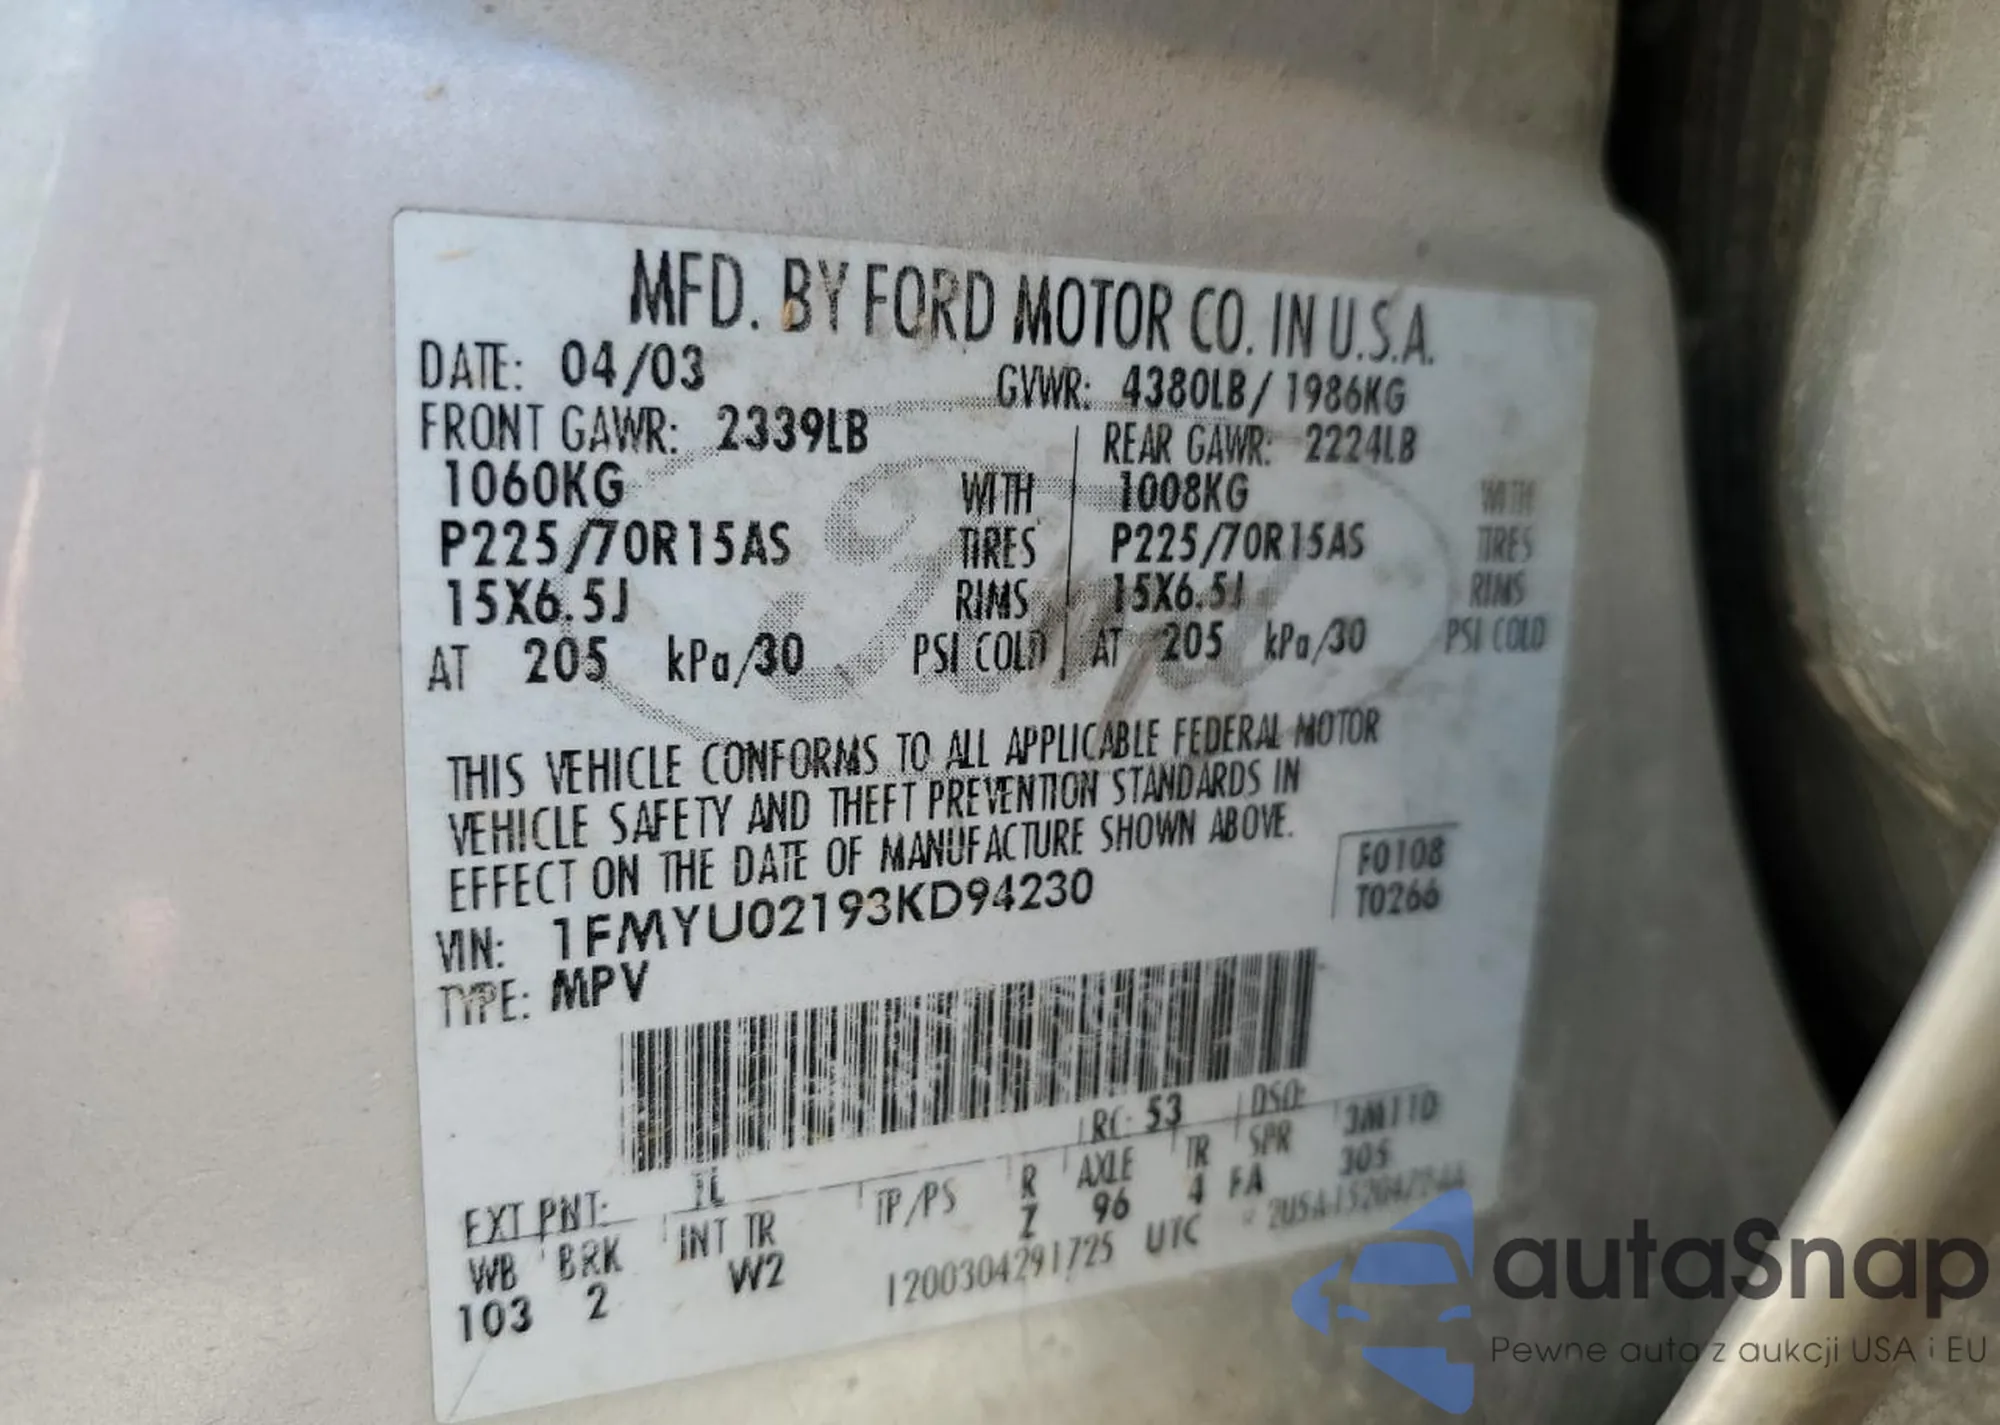 MFD. BY FORD MOTOR CO. IN U.S.A.
DATE: 04/03 GVWR: 4380LB/ 1986KG
FRONT GAWR: 2339LB REAR GAWR: 2224LB
1060KG WITH 1008KG WITH
P225/70R15AS TIRES P225/70R15AS TIRES
15X6.5J RIMS 15X6.5J RIMS
AT 205 kPa/30 PSI COLD AT 205 kPa/30 PSI COLD
THIS VEHICLE CONFORMS TO ALL APPLICABLE FEDERAL MOTOR
VEHICLE SAFETY AND THEFT PREVENTION STANDARDS IN
EFFECT ON THE DATE OF MANUFACTURE SHOWN ABOVE.
F0108
T0266
VIN: 1FMYU02193KD94230
TYPE: MPV
RC: 53 DSO: 
EXT PNT:
WB BRK INT TR TP/PS R AXLE TR SPR 305
103 2 W2 Z 96 4 FA
1200304291725 UTC
Ford
autaSnap
Pewne auta z aukcji USA i EU